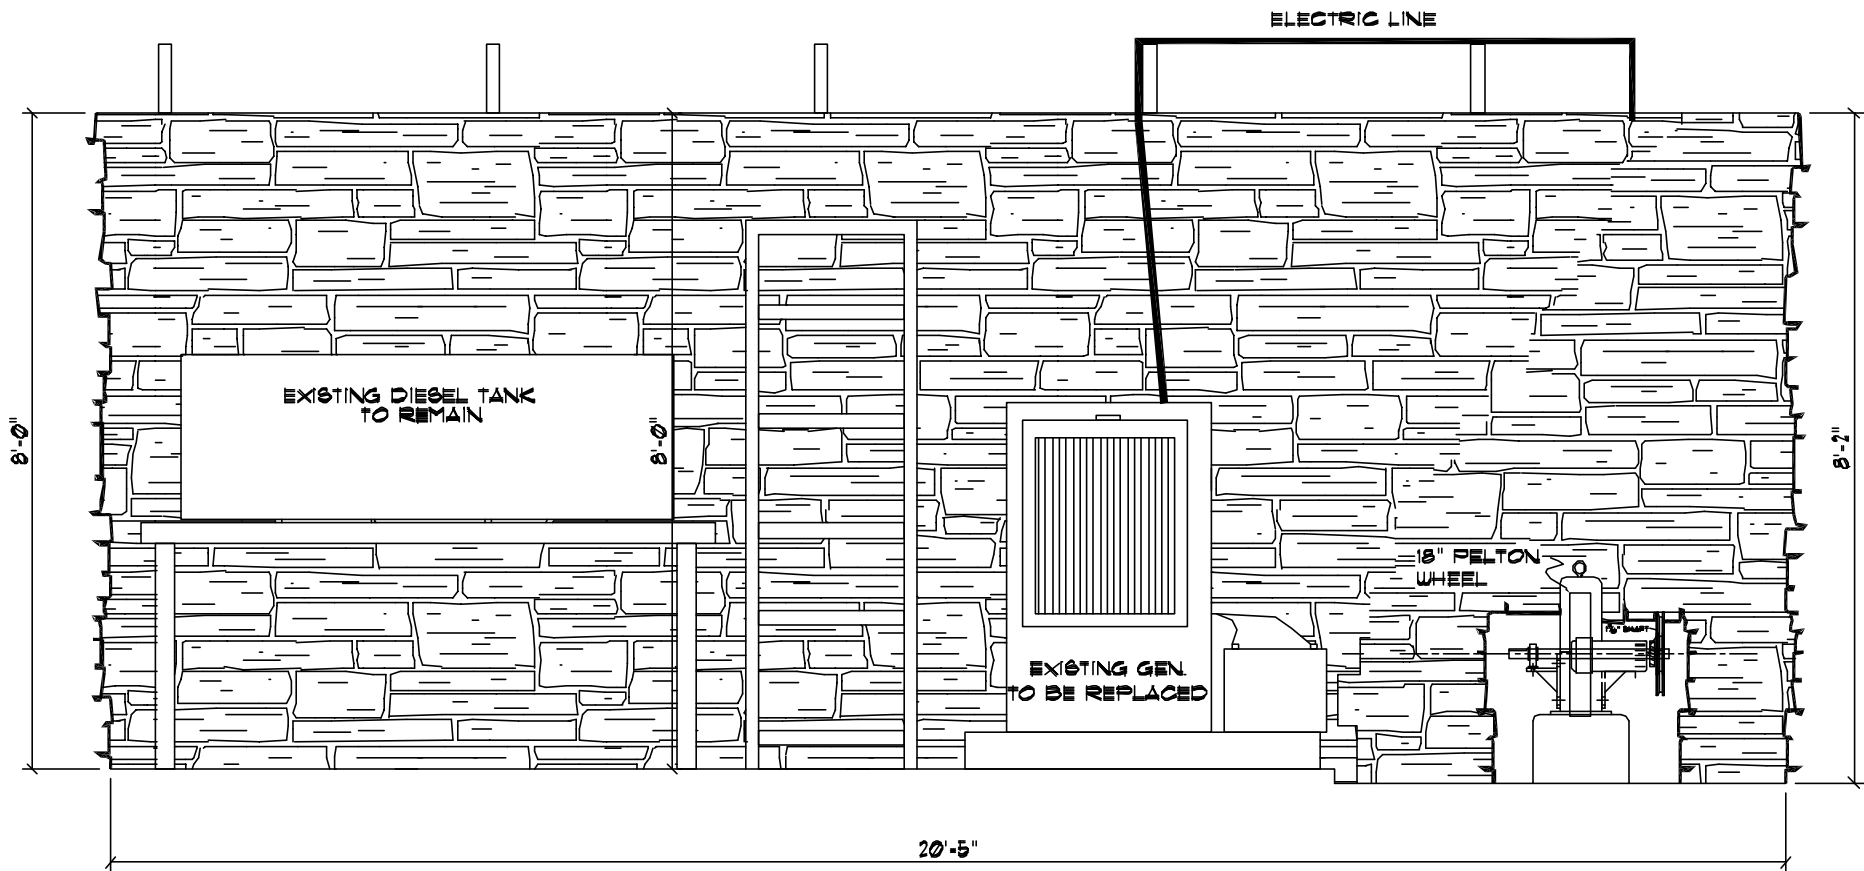 ELECTRIC LINE
EXISTING DIESEL TANK
TO REMAIN
8'-0"
8'-0"
8'-2"
18" PELTON
WHEEL
SHAFT
EXISTING GEN.
TO BE REPLACED
20'-5"